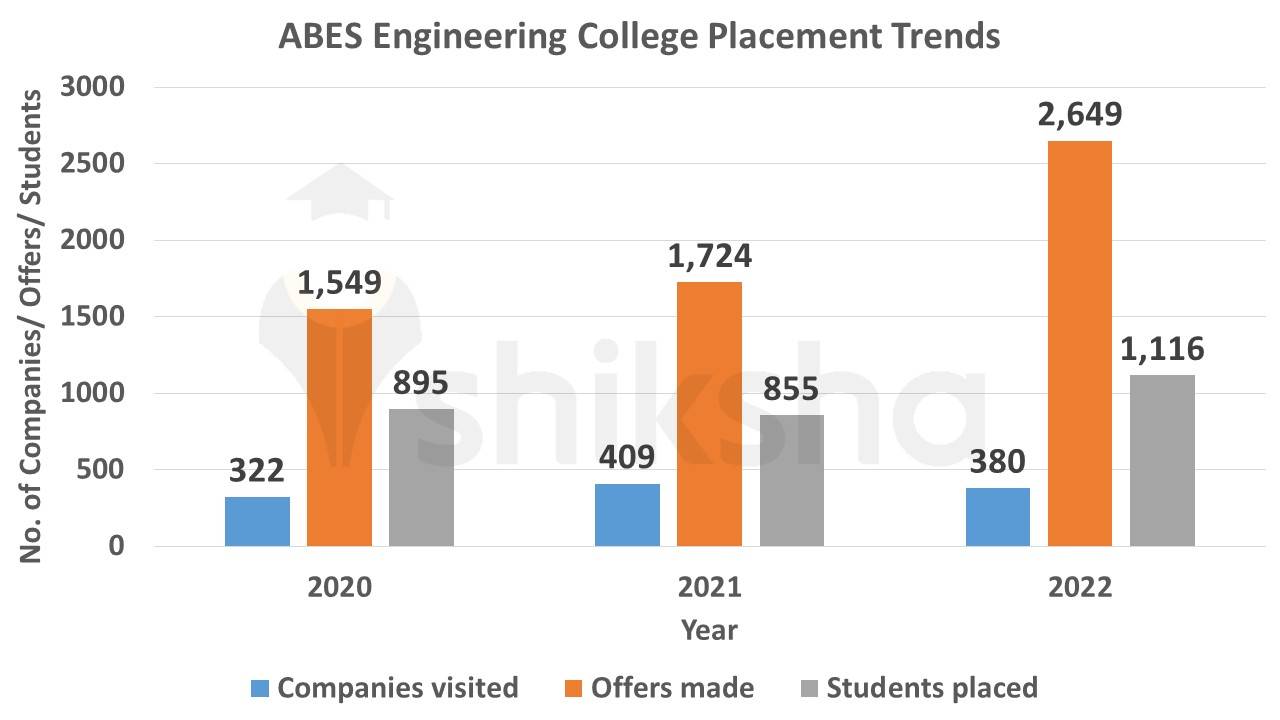 ABES Engineering College Placement Trends
No. of Companies/ Offers/ Students
3000
2500
2000
1500
1000
500
0
322
1,549
895
409
1,724
855
380
2,649
1,116
shiksha
2020
2021
2022
Year
Companies visited
Offers made
Students placed